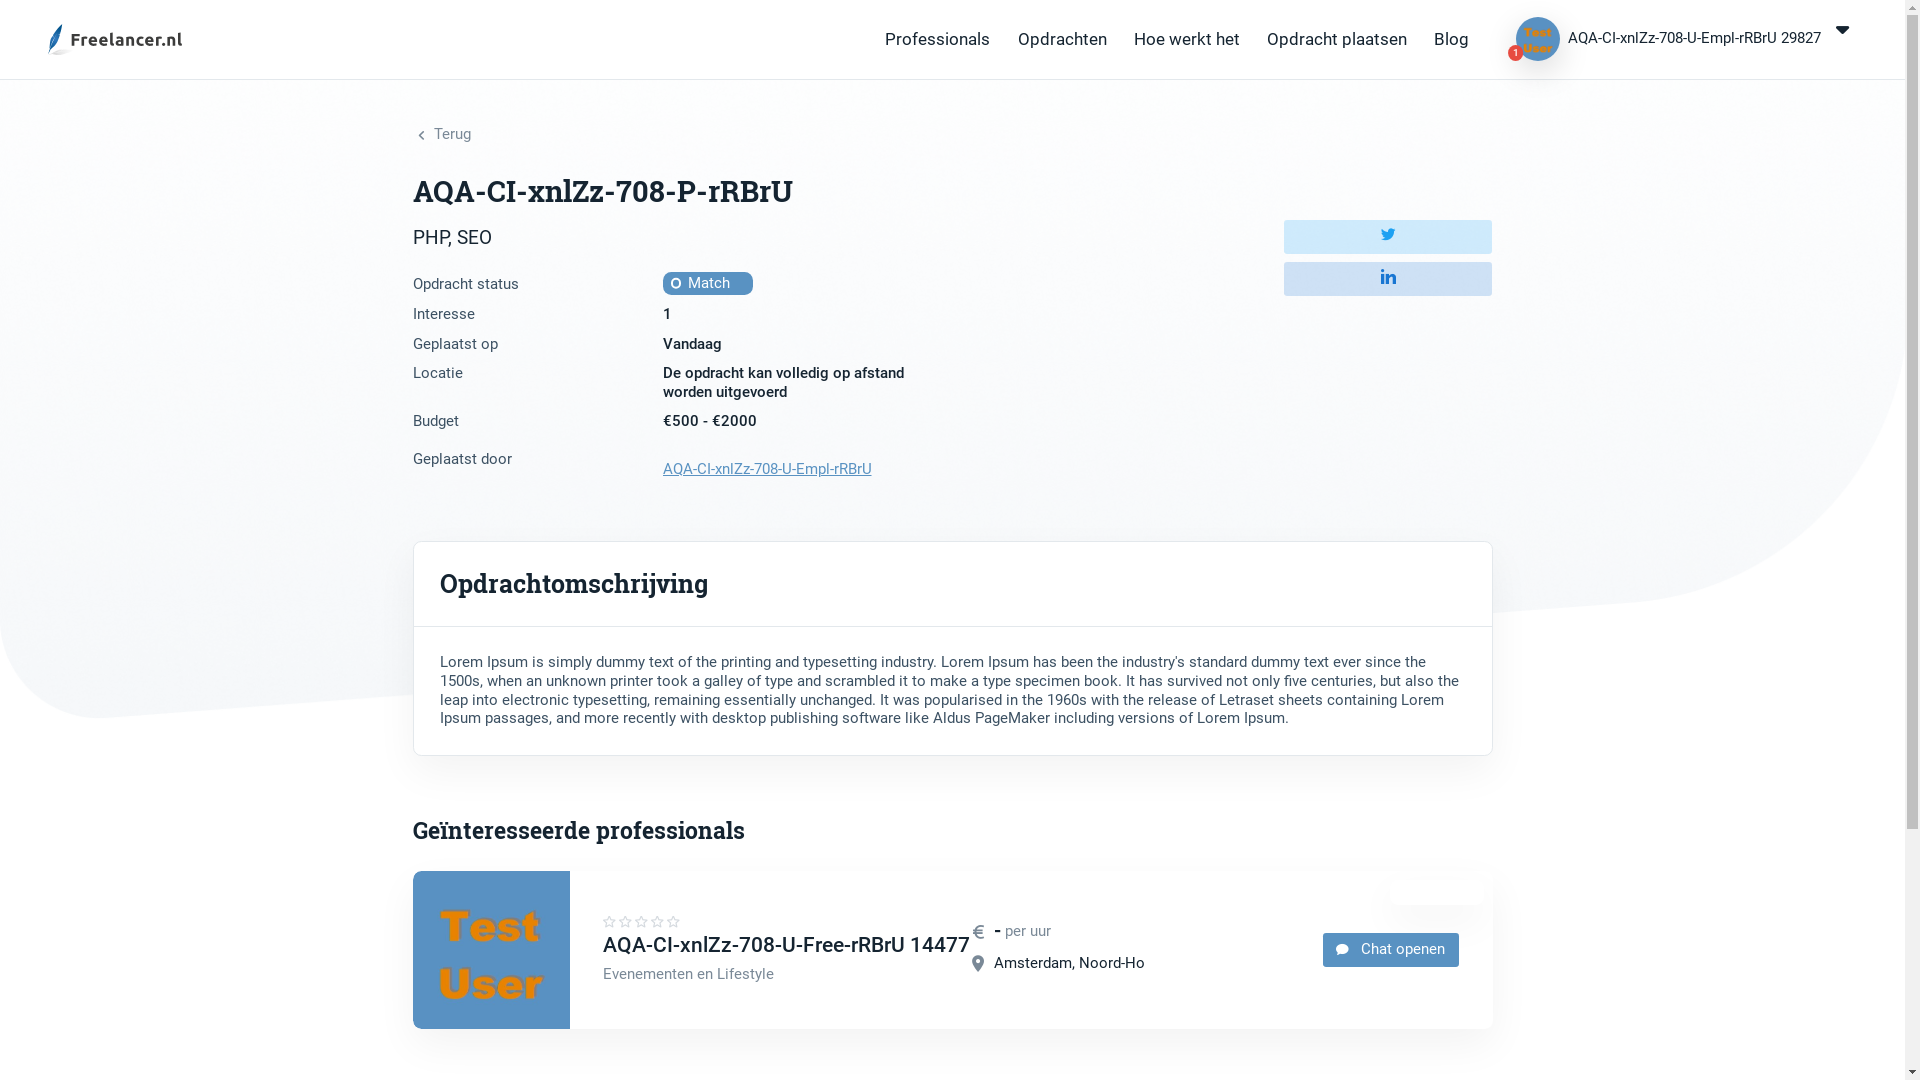 Freelancer.nl
Professionals Opdrachten Hoe werkt het Opdracht plaatsen Blog
Test User
1
AQA-CI-xnlZz-708-U-Empl-rRBrU 29827
Terug
AQA-CI-xnlZz-708-P-rRBrU
PHP, SEO
Opdracht status Match
Interesse 1
Geplaatst op Vandaag
Locatie De opdracht kan volledig op afstand
worden uitgevoerd
Budget €500 - €2000
Geplaatst door AQA-CI-xnlZz-708-U-Empl-rRBrU
Opdrachtomschrijving
Lorem Ipsum is simply dummy text of the printing and typesetting industry. Lorem Ipsum has been the industry's standard dummy text ever since the
1500s, when an unknown printer took a galley of type and scrambled it to make a type specimen book. It has survived not only five centuries, but also the
leap into electronic typesetting, remaining essentially unchanged. It was popularised in the 1960s with the release of Letraset sheets containing Lorem
Ipsum passages, and more recently with desktop publishing software like Aldus PageMaker including versions of Lorem Ipsum.
Geïnteresseerde professionals
Test
User
AQA-CI-xnlZz-708-U-Free-rRBrU 14477
Evenementen en Lifestyle
€ - per uur
Amsterdam, Noord-Ho
Chat openen